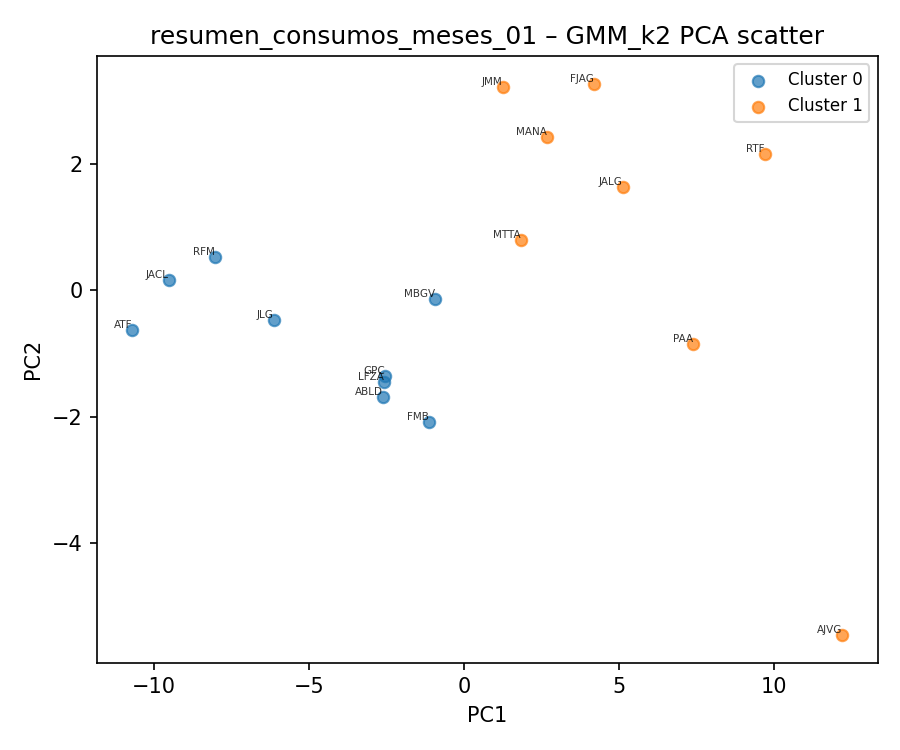 resumen_consumos_meses_01 – GMM_k2 PCA scatter
Cluster 0
Cluster 1
JMM
FJAG
MANA
RTF
JALG
MTTA
RFM
JACL
MBGV
ATF
JLG
PAA
GPC
LFZA
ABLD
FMB
AJVG
2
0
−2
−4
PC2
−10
−5
0
5
10
PC1